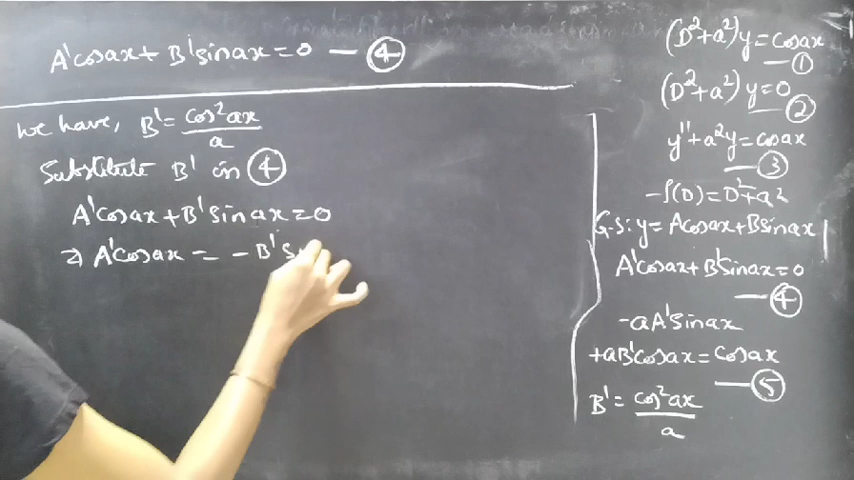 A'cosax + B'sinax = 0 — ④
We have, B' = cos²ax / a
Substitute B' in ④
A'cosax + B'sinax = 0
⇒ A'cosax = - B's
(D²+a²)y = cosax — ①
(D²+a²)y = 0 — ②
y''+a²y = cosax — ③
f(D) = D²+a²
G.S: y = Acosax + Bsinax
A'cosax + B'sinax = 0 — ④
-aA'sinax
+aB'cosax = cosax — ⑤
B' = cos²ax / a